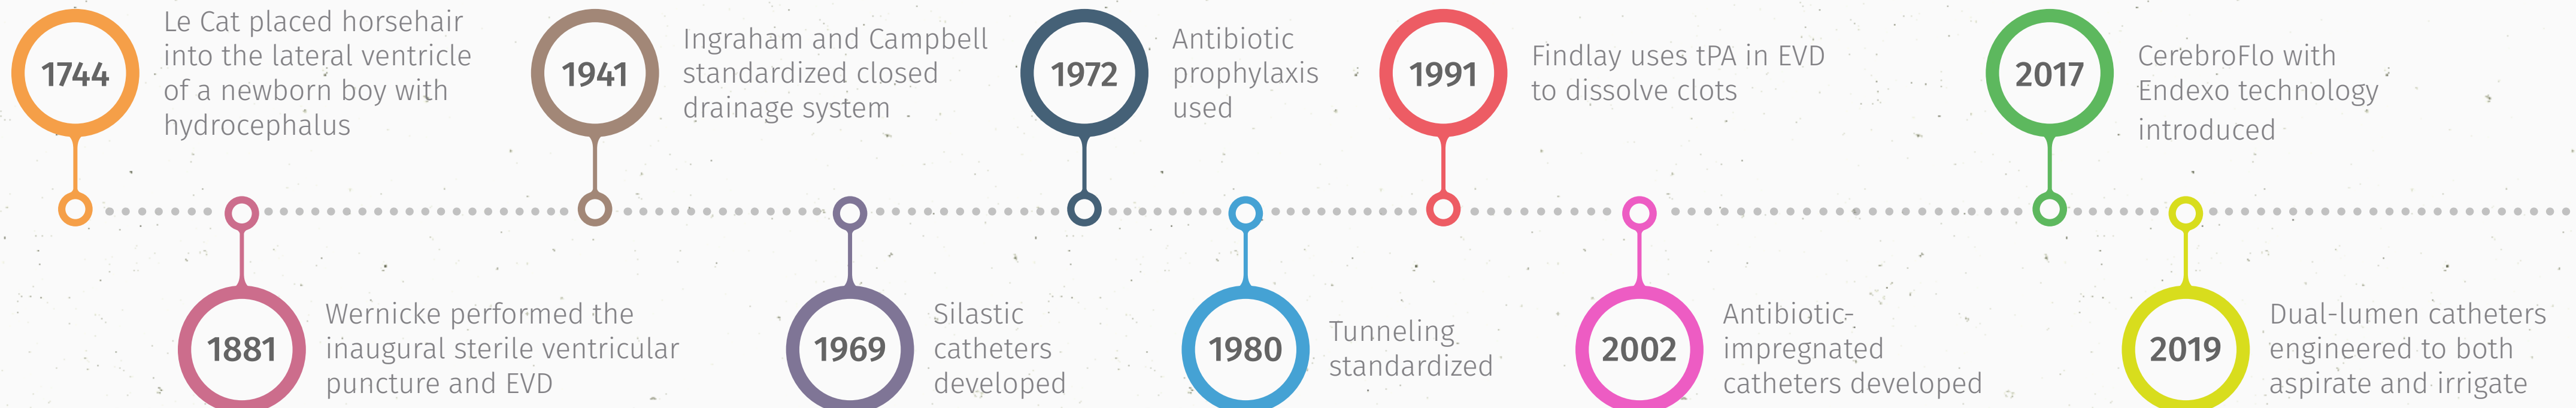 1744
Le Cat placed horsehair
into the lateral ventricle
of a newborn boy with
hydrocephalus
1881
Wernicke performed the
inaugural sterile ventricular
puncture and EVD
1941
Ingraham and Campbell
standardized closed
drainage system
1969
Silastic
catheters
developed
1972
Antibiotic
prophylaxis
used
1980
Tunneling
standardized
1991
Findlay uses tPA in EVD
to dissolve clots
2002
Antibiotic-
impregnated
catheters developed
2017
CerebroFlo with
Endexo technology
introduced
2019
Dual-lumen catheters
engineered to both
aspirate and irrigate